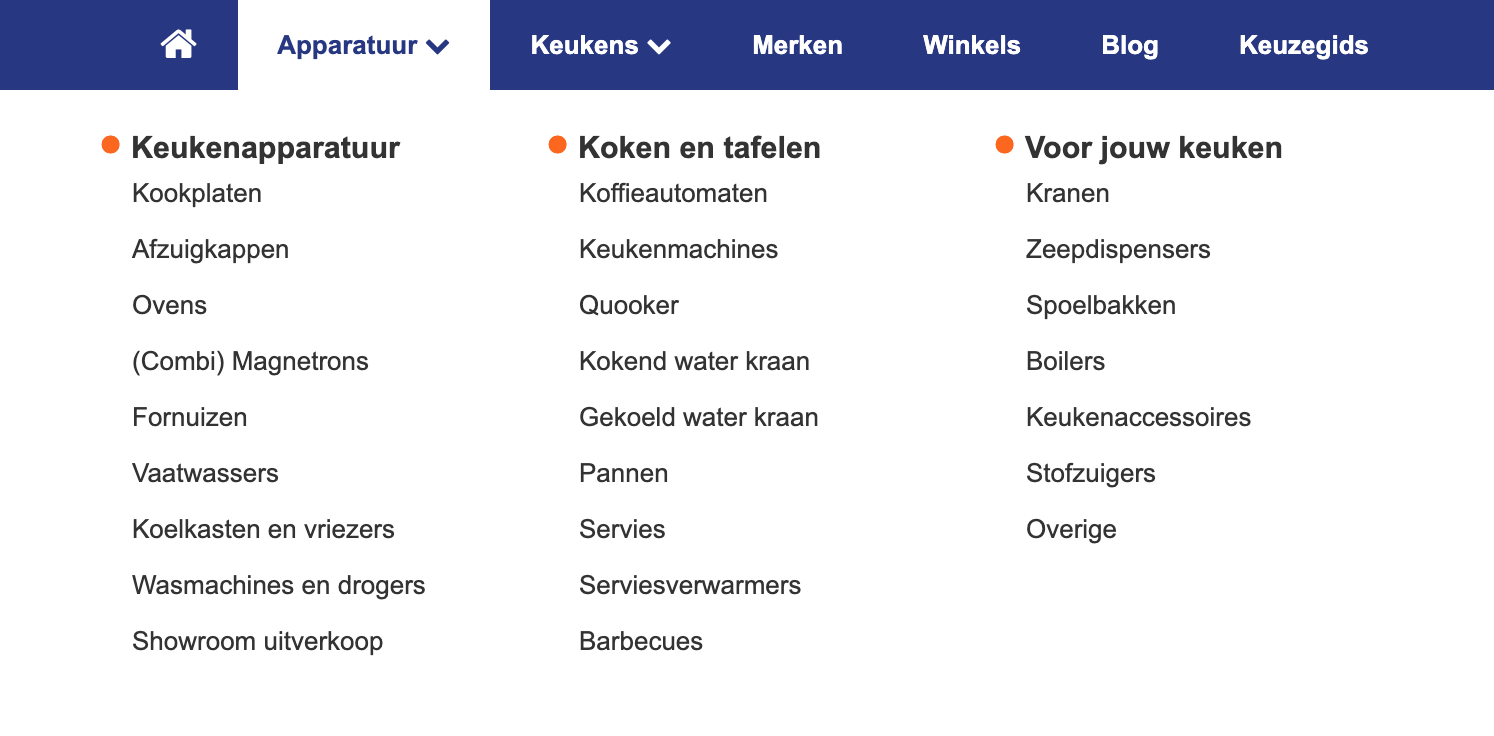 Apparatuur
Keukens
Merken
Winkels
Blog
Keuzegids
Keukenapparatuur
Kookplaten
Afzuigkappen
Ovens
(Combi) Magnetrons
Fornuizen
Vaatwassers
Koelkasten en vriezers
Wasmachines en drogers
Showroom uitverkoop
Koken en tafelen
Koffieautomaten
Keukenmachines
Quooker
Kokend water kraan
Gekoeld water kraan
Pannen
Servies
Serviesverwarmers
Barbecues
Voor jouw keuken
Kranen
Zeepdispensers
Spoelbakken
Boilers
Keukenaccessoires
Stofzuigers
Overige